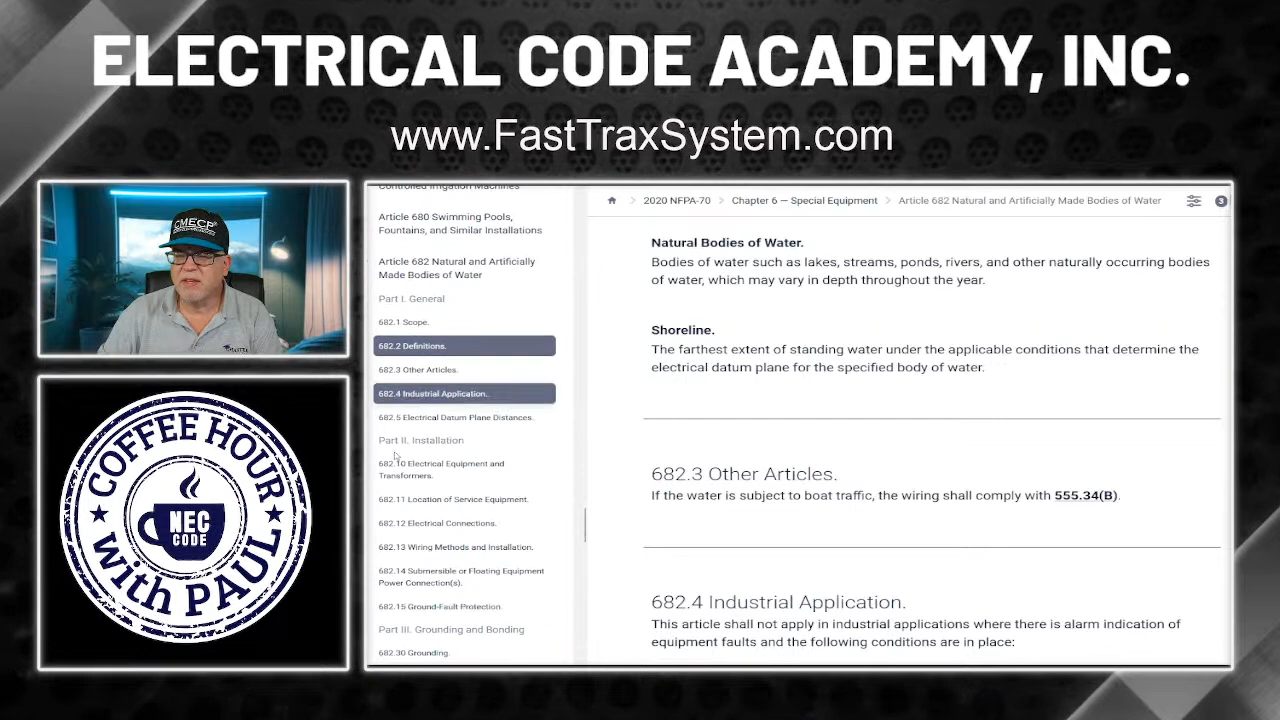 ELECTRICAL CODE ACADEMY, INC.
www.FastTraxSystem.com
CMECP
COFFEE HOUR
NEC
CODE
with PAUL
Controlled Irrigation Machines
Article 680 Swimming Pools,
Fountains, and Similar Installations
Article 682 Natural and Artificially
Made Bodies of Water
Part I. General
682.1 Scope.
682.2 Definitions.
682.3 Other Articles.
682.4 Industrial Application.
682.5 Electrical Datum Plane Distances.
Part II. Installation
682.10 Electrical Equipment and
Transformers.
682.11 Location of Service Equipment.
682.12 Electrical Connections.
682.13 Wiring Methods and Installation.
682.14 Submersible or Floating Equipment
Power Connection(s).
682.15 Ground-Fault Protection.
Part III. Grounding and Bonding
682.30 Grounding.
2020 NFPA-70 > Chapter 6 — Special Equipment > Article 682 Natural and Artificially Made Bodies of Water
3
Natural Bodies of Water.
Bodies of water such as lakes, streams, ponds, rivers, and other naturally occurring bodies
of water, which may vary in depth throughout the year.
Shoreline.
The farthest extent of standing water under the applicable conditions that determine the
electrical datum plane for the specified body of water.
682.3 Other Articles.
If the water is subject to boat traffic, the wiring shall comply with 555.34(B).
682.4 Industrial Application.
This article shall not apply in industrial applications where there is alarm indication of
equipment faults and the following conditions are in place: